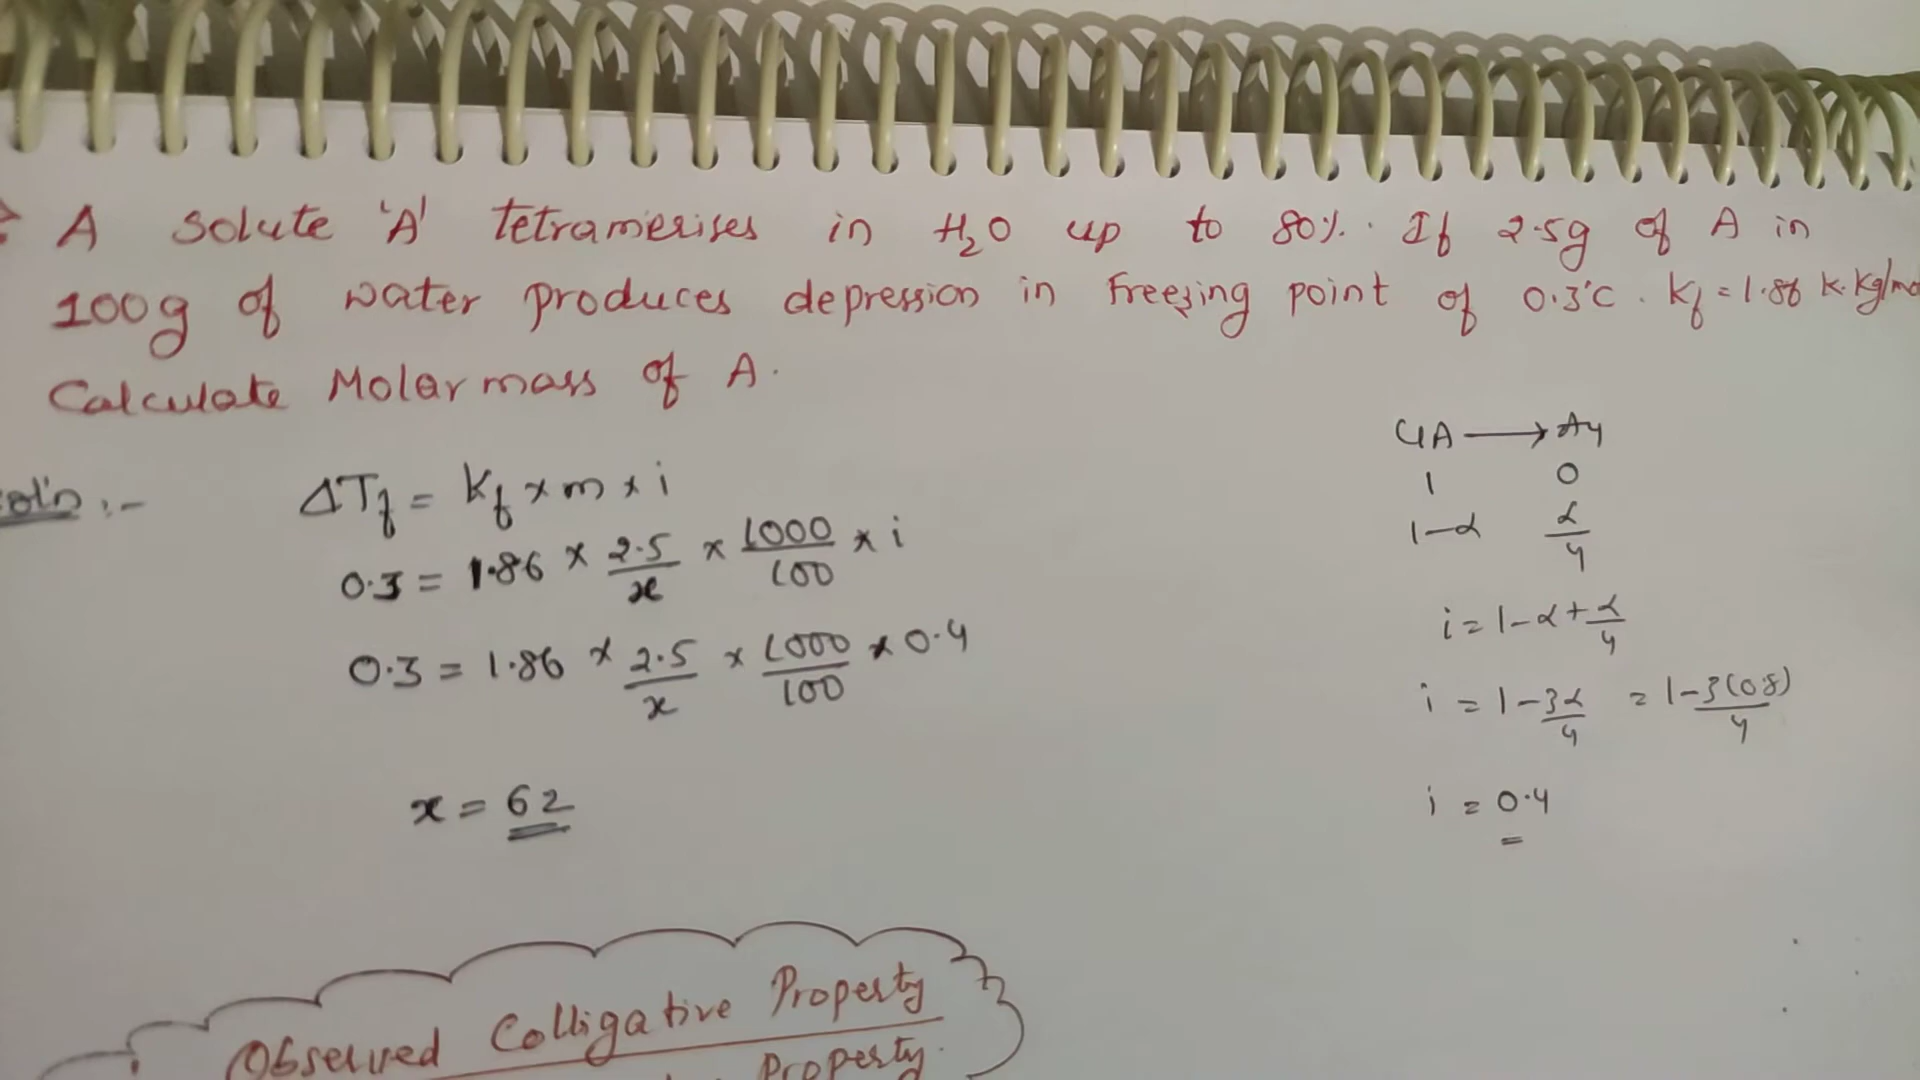 A solute 'A' tetramerises in H₂O up to 80%. If 2.5g of A in
100g of water produces depression in Freezing point of 0.3°C. Kf = 1.86 K.Kg/mo
Calculate Molar mass of A.
4A → A4
1 0
1-α α/4
i = 1-α+α/4
i = 1-3α/4 = 1-3(0.8)/4
i = 0.4
ol'n :-
ΔTf = Kf × m × i
0.3 = 1.86 × 2.5/x × 1000/100 × i
0.3 = 1.86 × 2.5/x × 1000/100 × 0.4
x = 62
Observed Colligative Property
Property.